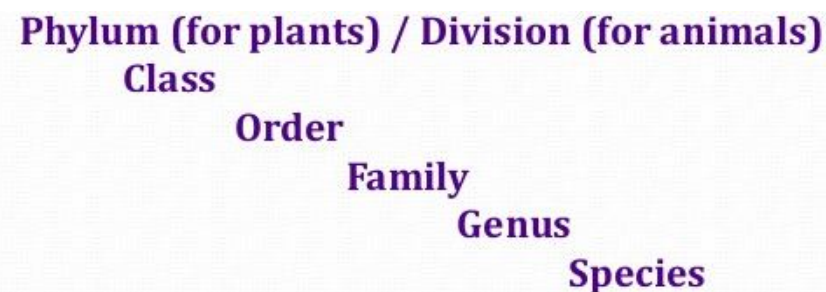 Phylum (for plants) / Division (for animals)
Class
Order
Family
Genus
Species